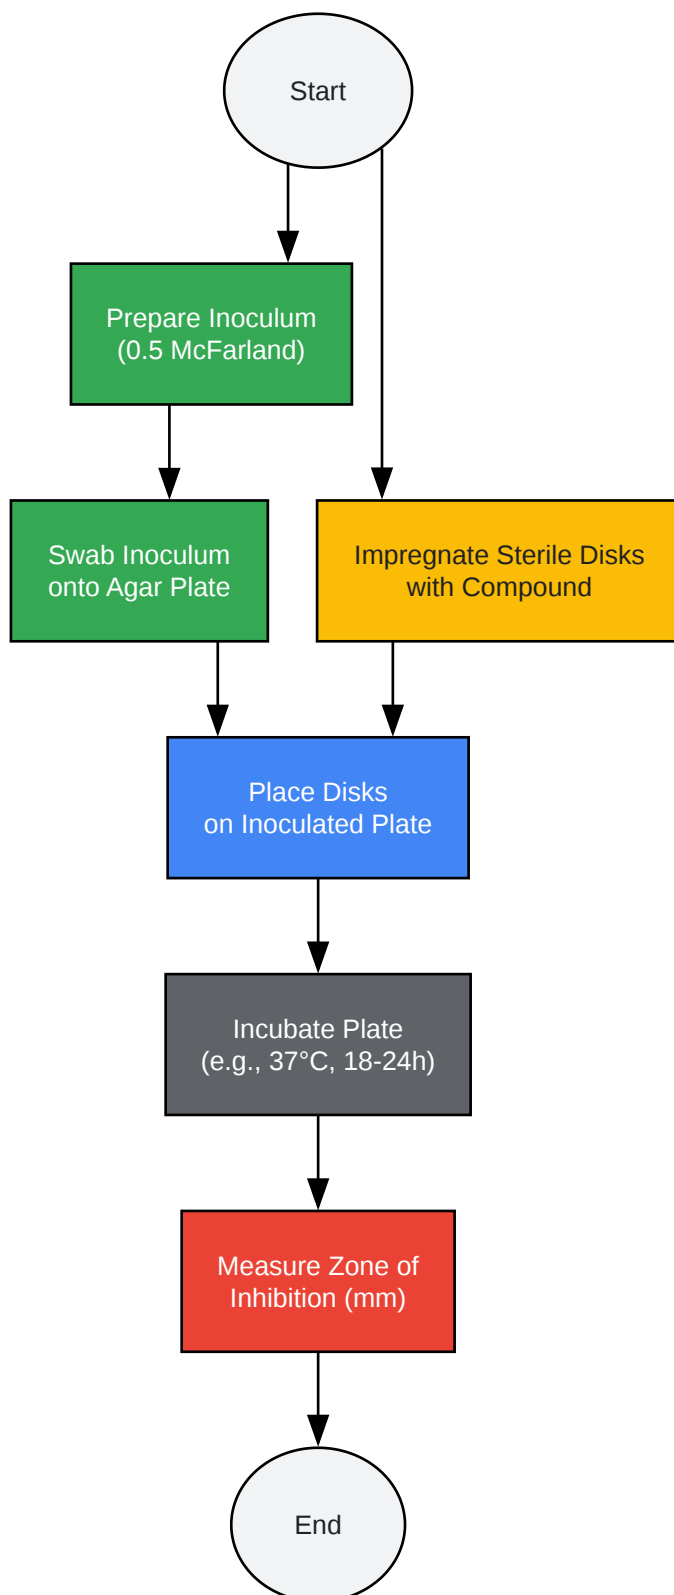 Start
Prepare Inoculum
(0.5 McFarland)
Swab Inoculum
onto Agar Plate
Impregnate Sterile Disks
with Compound
Place Disks
on Inoculated Plate
Incubate Plate
(e.g., 37°C, 18-24h)
Measure Zone of
Inhibition (mm)
End